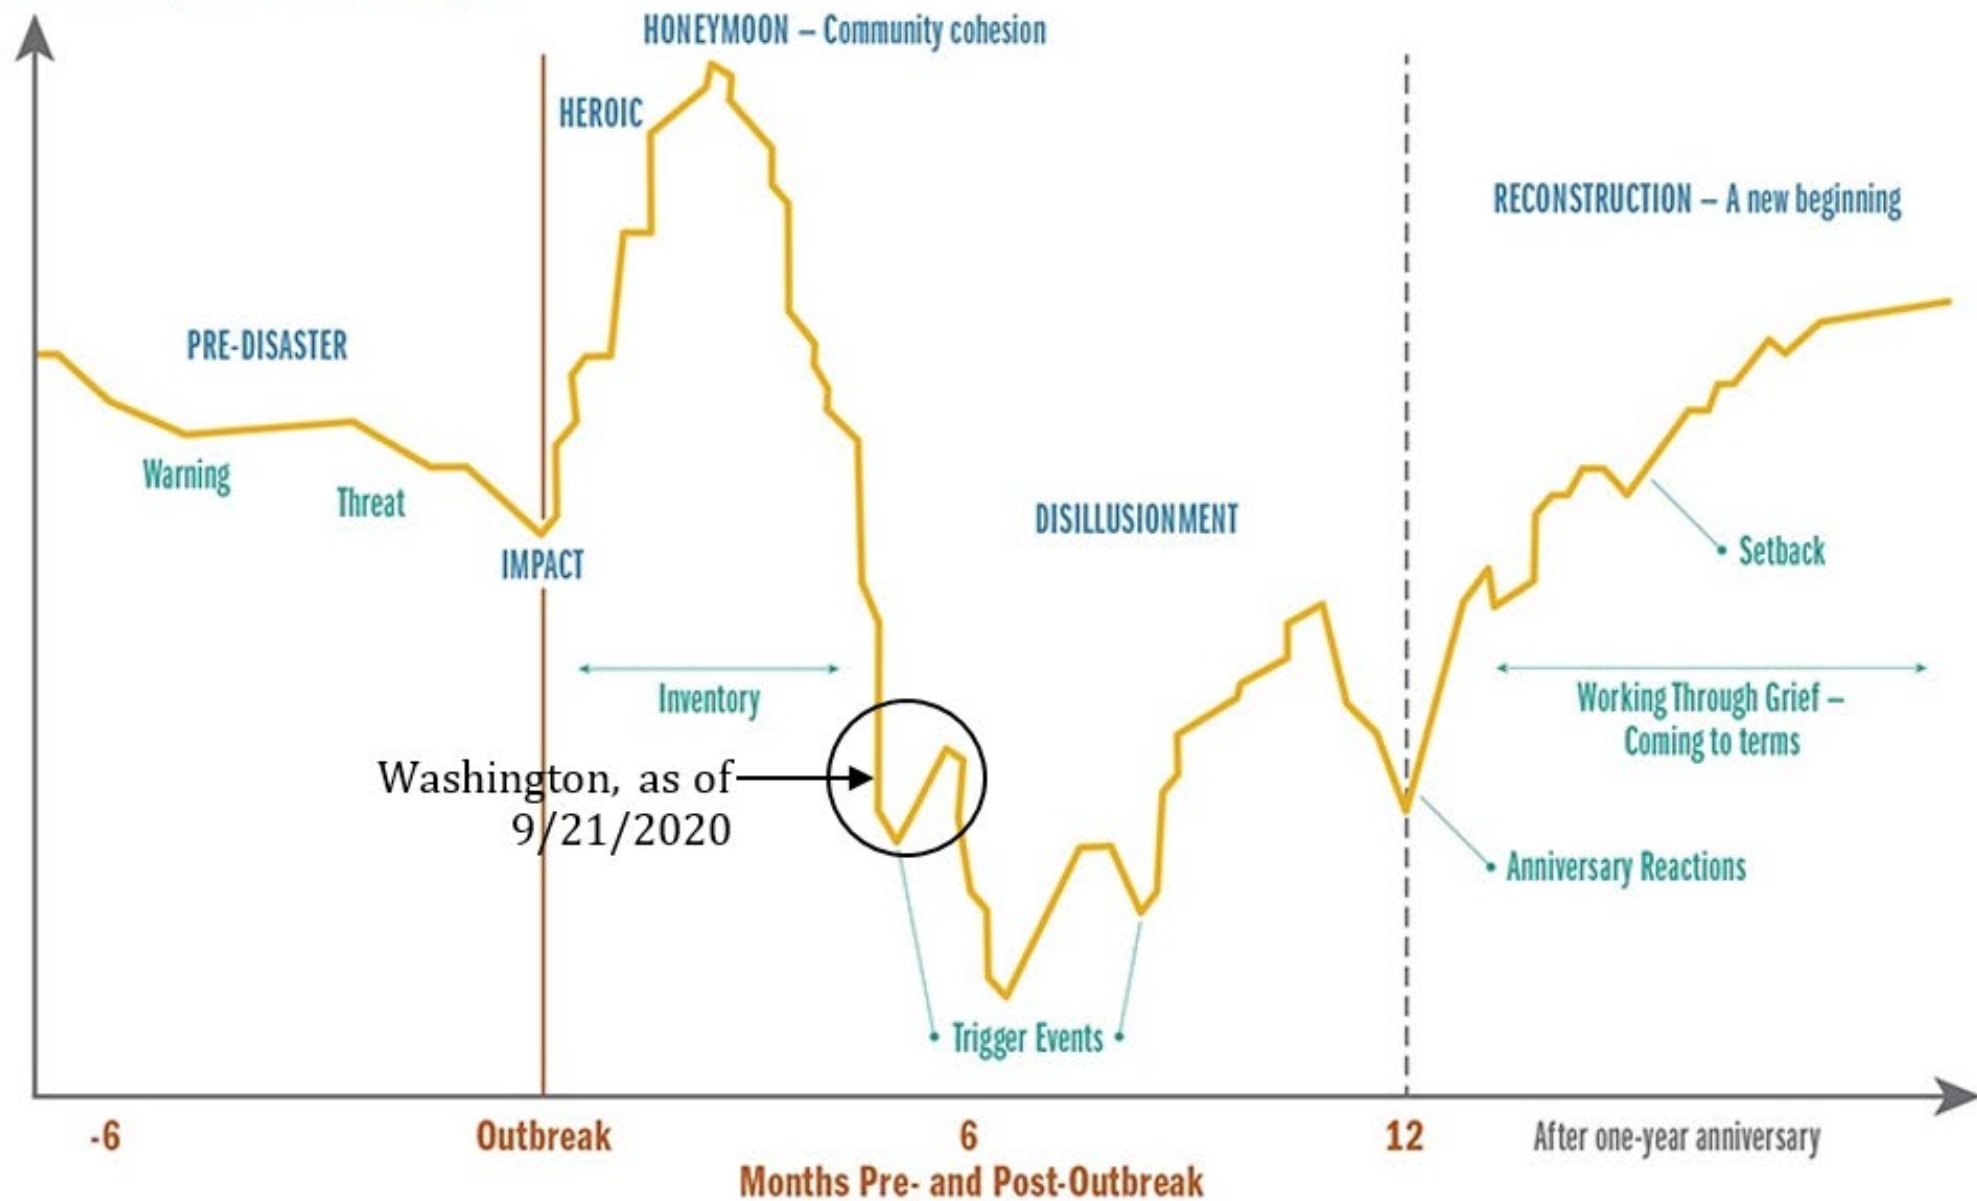 HONEYMOON – Community cohesion
HEROIC
RECONSTRUCTION – A new beginning
PRE-DISASTER
Warning
Threat
IMPACT
DISILLUSIONMENT
Setback
Inventory
Working Through Grief –
Coming to terms
Washington, as of
9/21/2020
Anniversary Reactions
Trigger Events
-6
Outbreak
6
12
After one-year anniversary
Months Pre- and Post-Outbreak